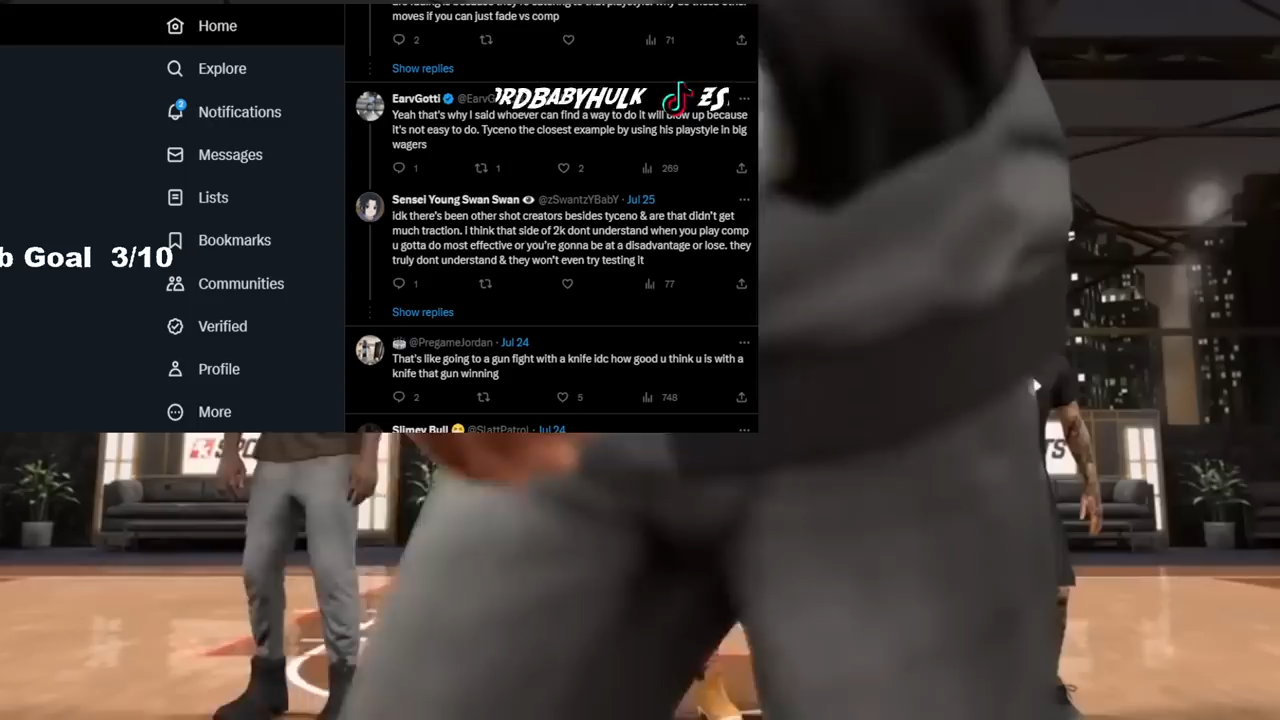 Home
moves if you can just fade vs comp
2
71
Explore
Show replies
EarvGotti
RDBABYHULK
ES
Yeah that's why I said whoever can find a way to do it will blow up because
Notifications
2
it's not easy to do. Tyceno the closest example by using his playstyle in big
wagers
Messages
1
1
2
269
Lists
Sensei Young Swan Swan @zSwantzYBabY · Jul 25
idk there's been other shot creators besides tyceno & are that didn't get
much traction. I think that side of 2k dont understand when you play comp
u gotta do most effective or you're gonna be at a disadvantage or lose. they
truly dont understand & they won't even try testing it
Bookmarks
b Goal 3/10
Communities
1
77
Show replies
Verified
@PregameJordan · Jul 24
That's like going to a gun fight with a knife idc how good u think u is with a
knife that gun winning
Profile
2
5
748
More
Slimey Bull @SlattPatrol · Jul 24
2K